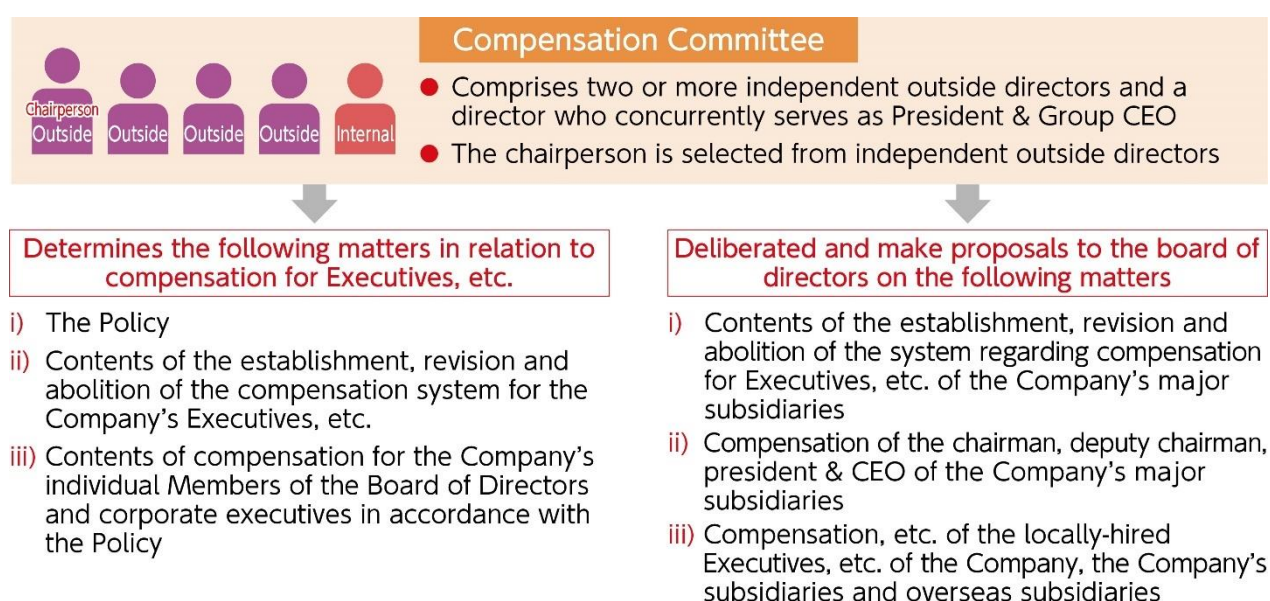 Compensation Committee
Chairperson
Outside
Outside
Outside
Outside
Internal
● Comprises two or more independent outside directors and a
director who concurrently serves as President & Group CEO
● The chairperson is selected from independent outside directors
Determines the following matters in relation to
compensation for Executives, etc.
i) The Policy
ii) Contents of the establishment, revision and
abolition of the compensation system for the
Company's Executives, etc.
iii) Contents of compensation for the Company's
individual Members of the Board of Directors
and corporate executives in accordance with
the Policy
Deliberated and make proposals to the board of
directors on the following matters
i) Contents of the establishment, revision and
abolition of the system regarding compensation
for Executives, etc. of the Company's major
subsidiaries
ii) Compensation of the chairman, deputy chairman,
president & CEO of the Company's major
subsidiaries
iii) Compensation, etc. of the locally-hired
Executives, etc. of the Company, the Company's
subsidiaries and overseas subsidiaries